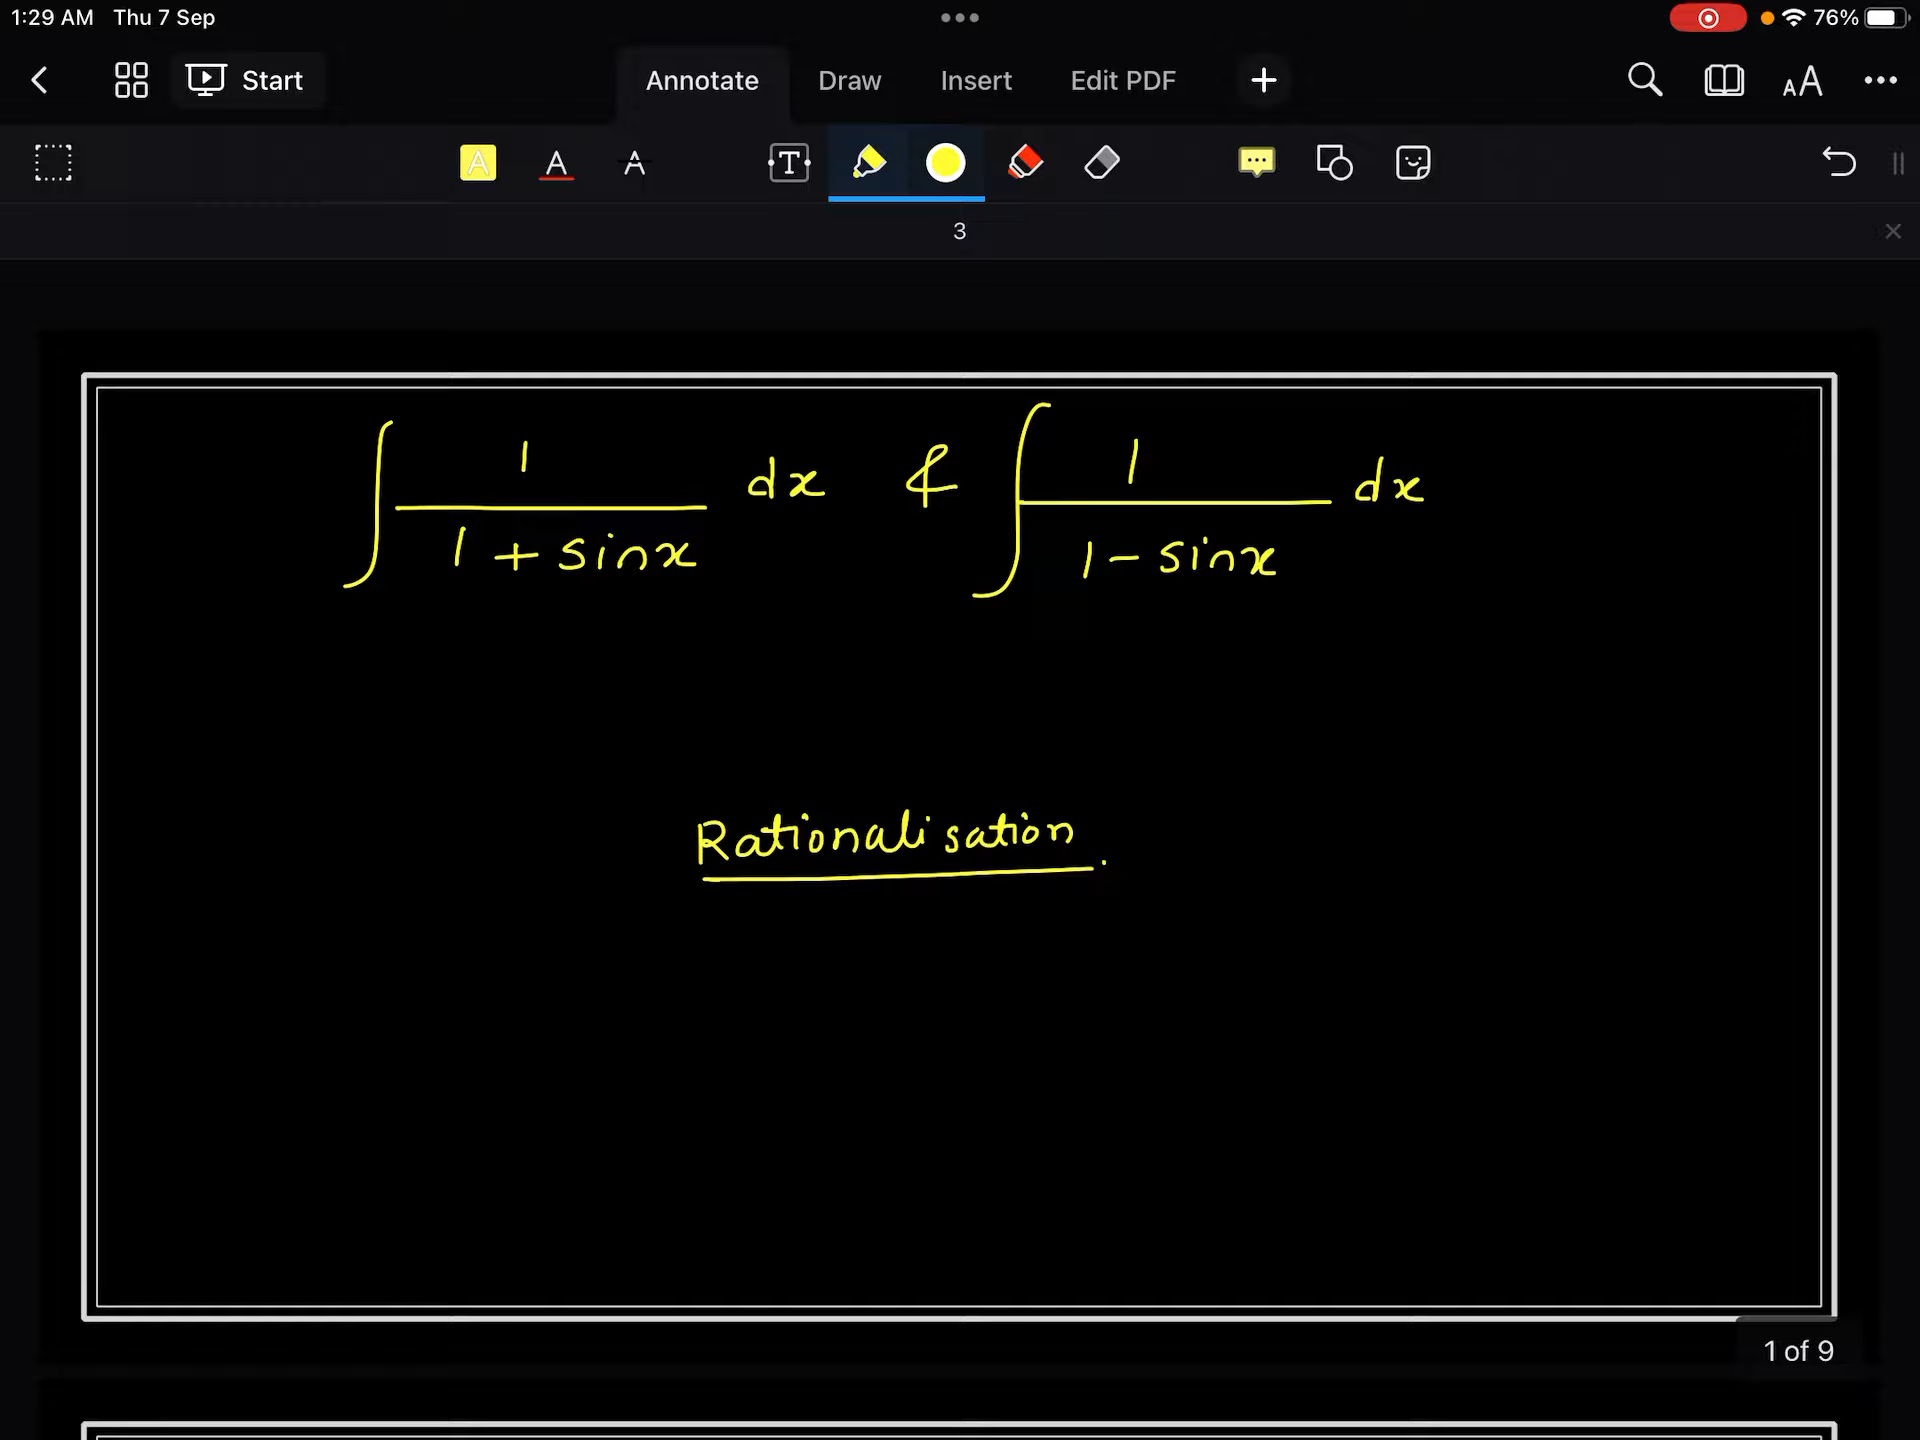 1:29 AM Thu 7 Sep 76%
Start Annotate Draw Insert Edit PDF + AA
A A A T
3
∫ 1/(1 + sinx) dx & ∫ 1/(1 - sinx) dx
Rationalisation.
1 of 9